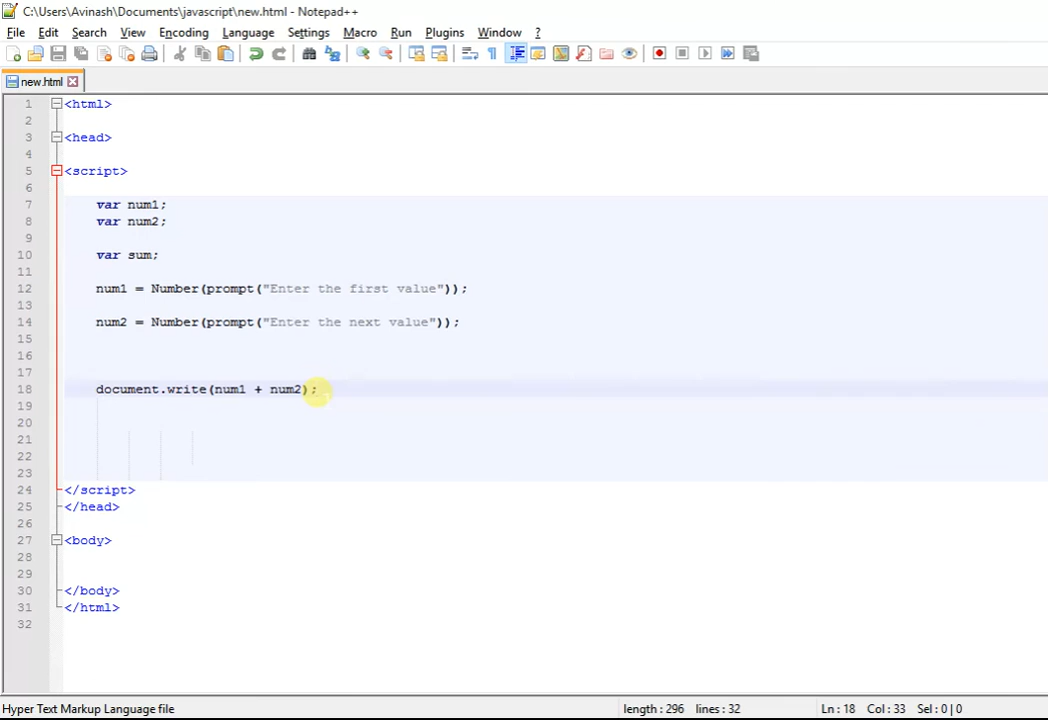 C:\Users\Avinash\Documents\javascript\new.html - Notepad++
File Edit Search View Encoding Language Settings Macro Run Plugins Window ?
new.html
1 <html>
2
3 <head>
4
5 <script>
6
7 var num1;
8 var num2;
9
10 var sum;
11
12 num1 = Number(prompt("Enter the first value"));
13
14 num2 = Number(prompt("Enter the next value"));
15
16
17
18 document.write(num1 + num2);
19
20
21
22
23
24 </script>
25 </head>
26
27 <body>
28
29
30 </body>
31 </html>
32
Hyper Text Markup Language file length : 296 lines : 32 Ln : 18 Col : 33 Sel : 0 | 0